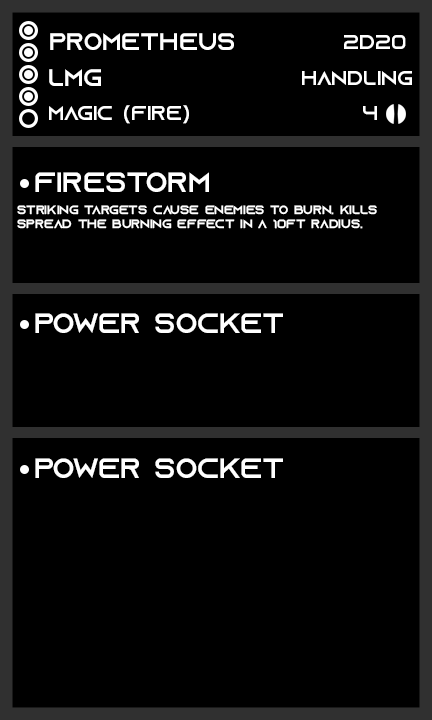 PROMETHEUS 2D20
LMG HANDLING
MAGIC (FIRE) 4
•FIRESTORM
STRIKING TARGETS CAUSE ENEMIES TO BURN. KILLS
SPREAD THE BURNING EFFECT IN A 10FT RADIUS.
•POWER SOCKET
•POWER SOCKET